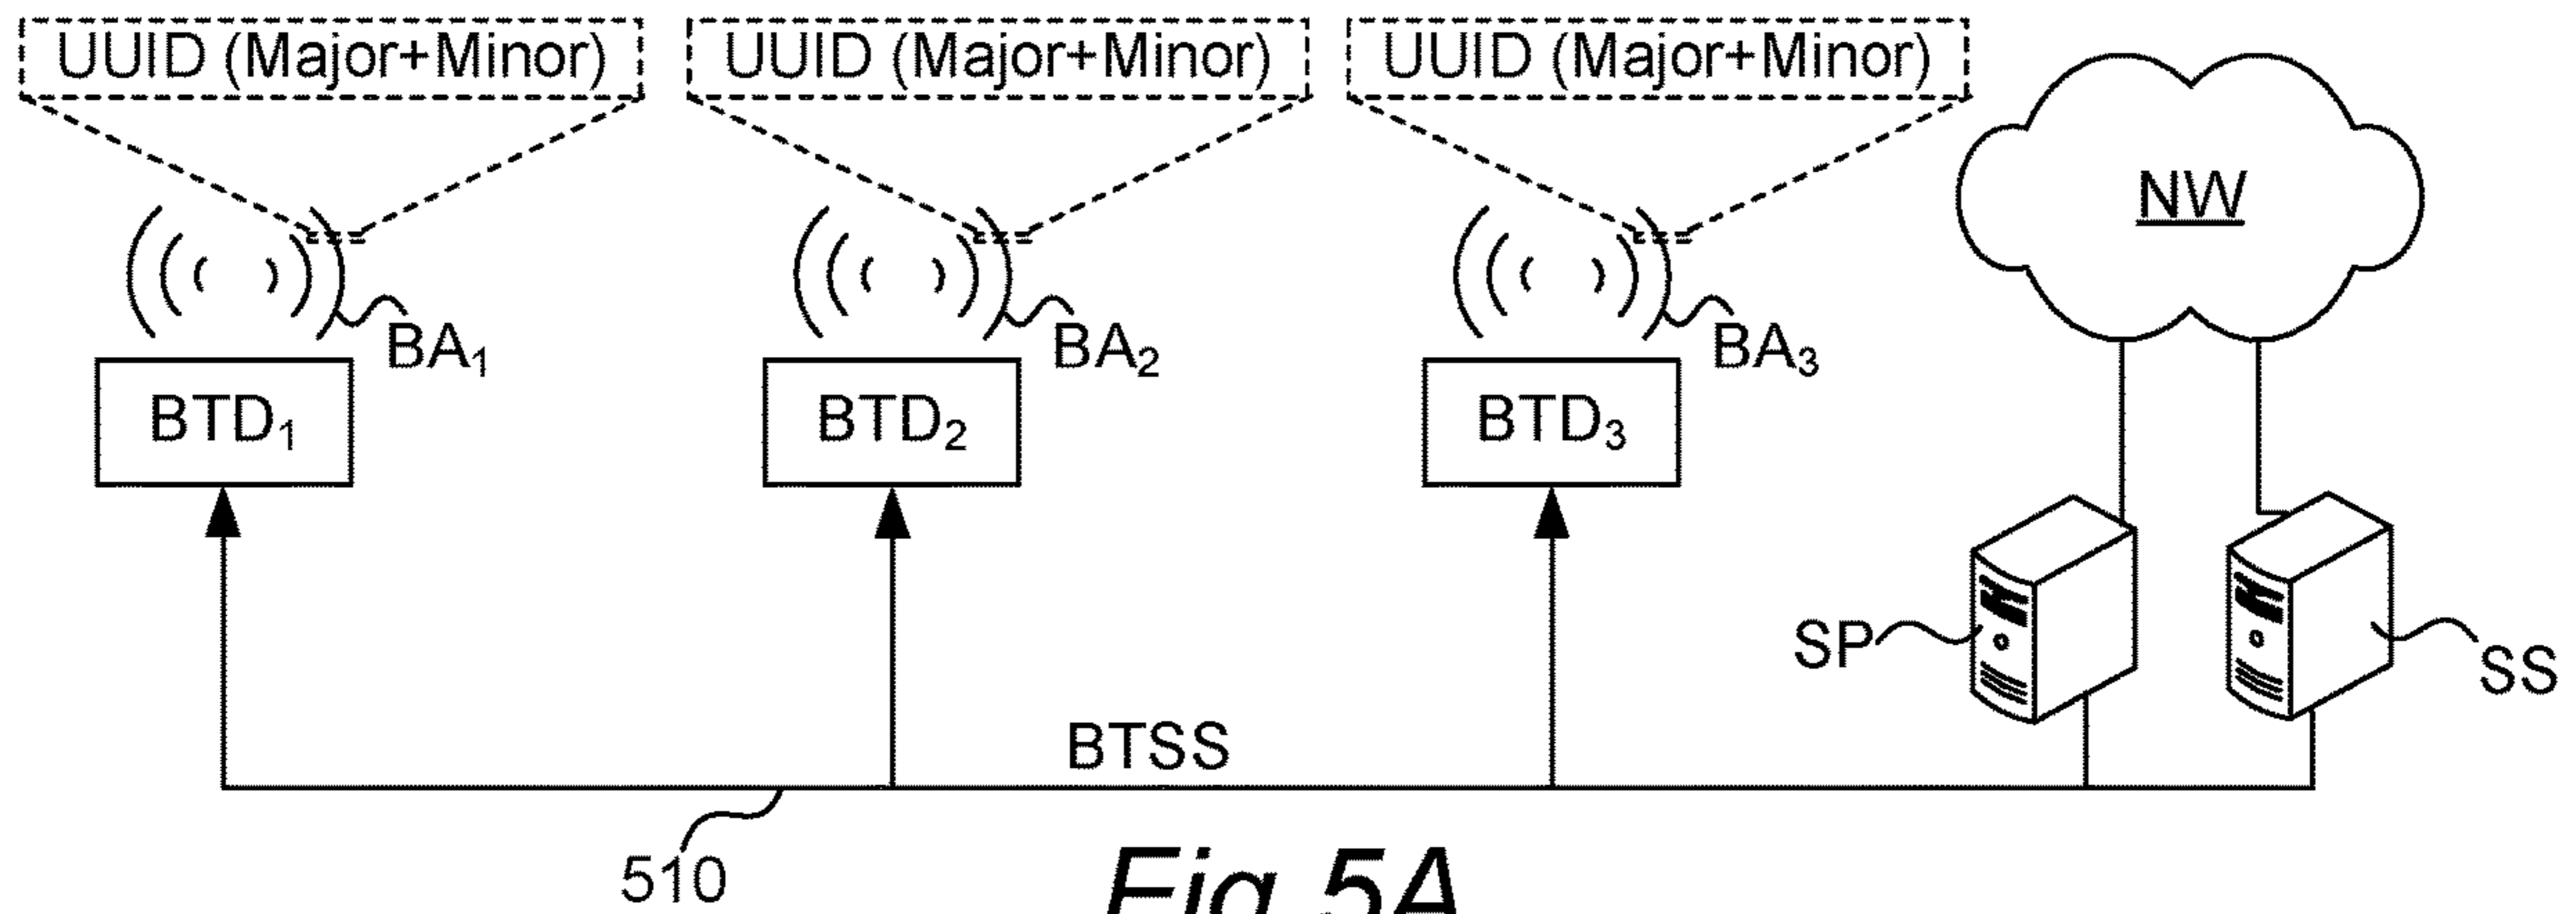 UUID (Major+Minor) UUID (Major+Minor) UUID (Major+Minor)
NW
BA₁ BA₂ BA₃
BTD₁ BTD₂ BTD₃
SP SS
BTSS
510
Fig 5A